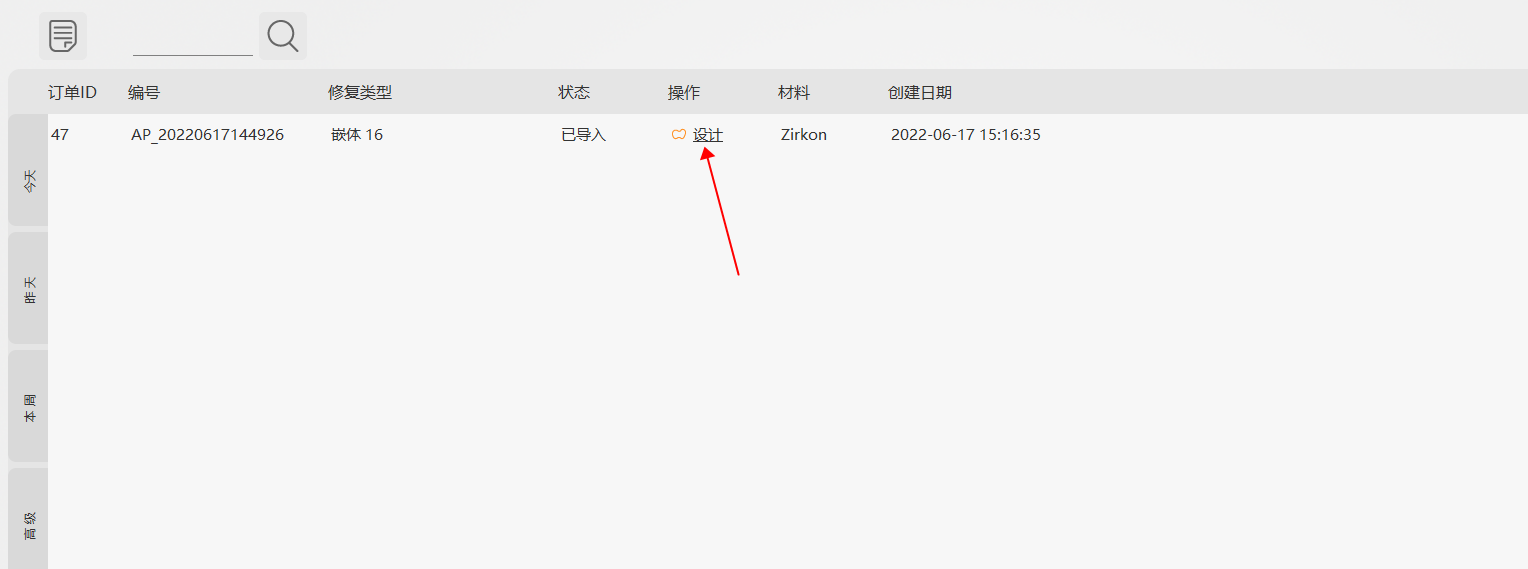 订单ID 编号 修复类型 状态 操作 材料 创建日期
47 AP_20220617144926 嵌体 16 已导入 设计 Zirkon 2022-06-17 15:16:35
今天
昨天
本周
高级